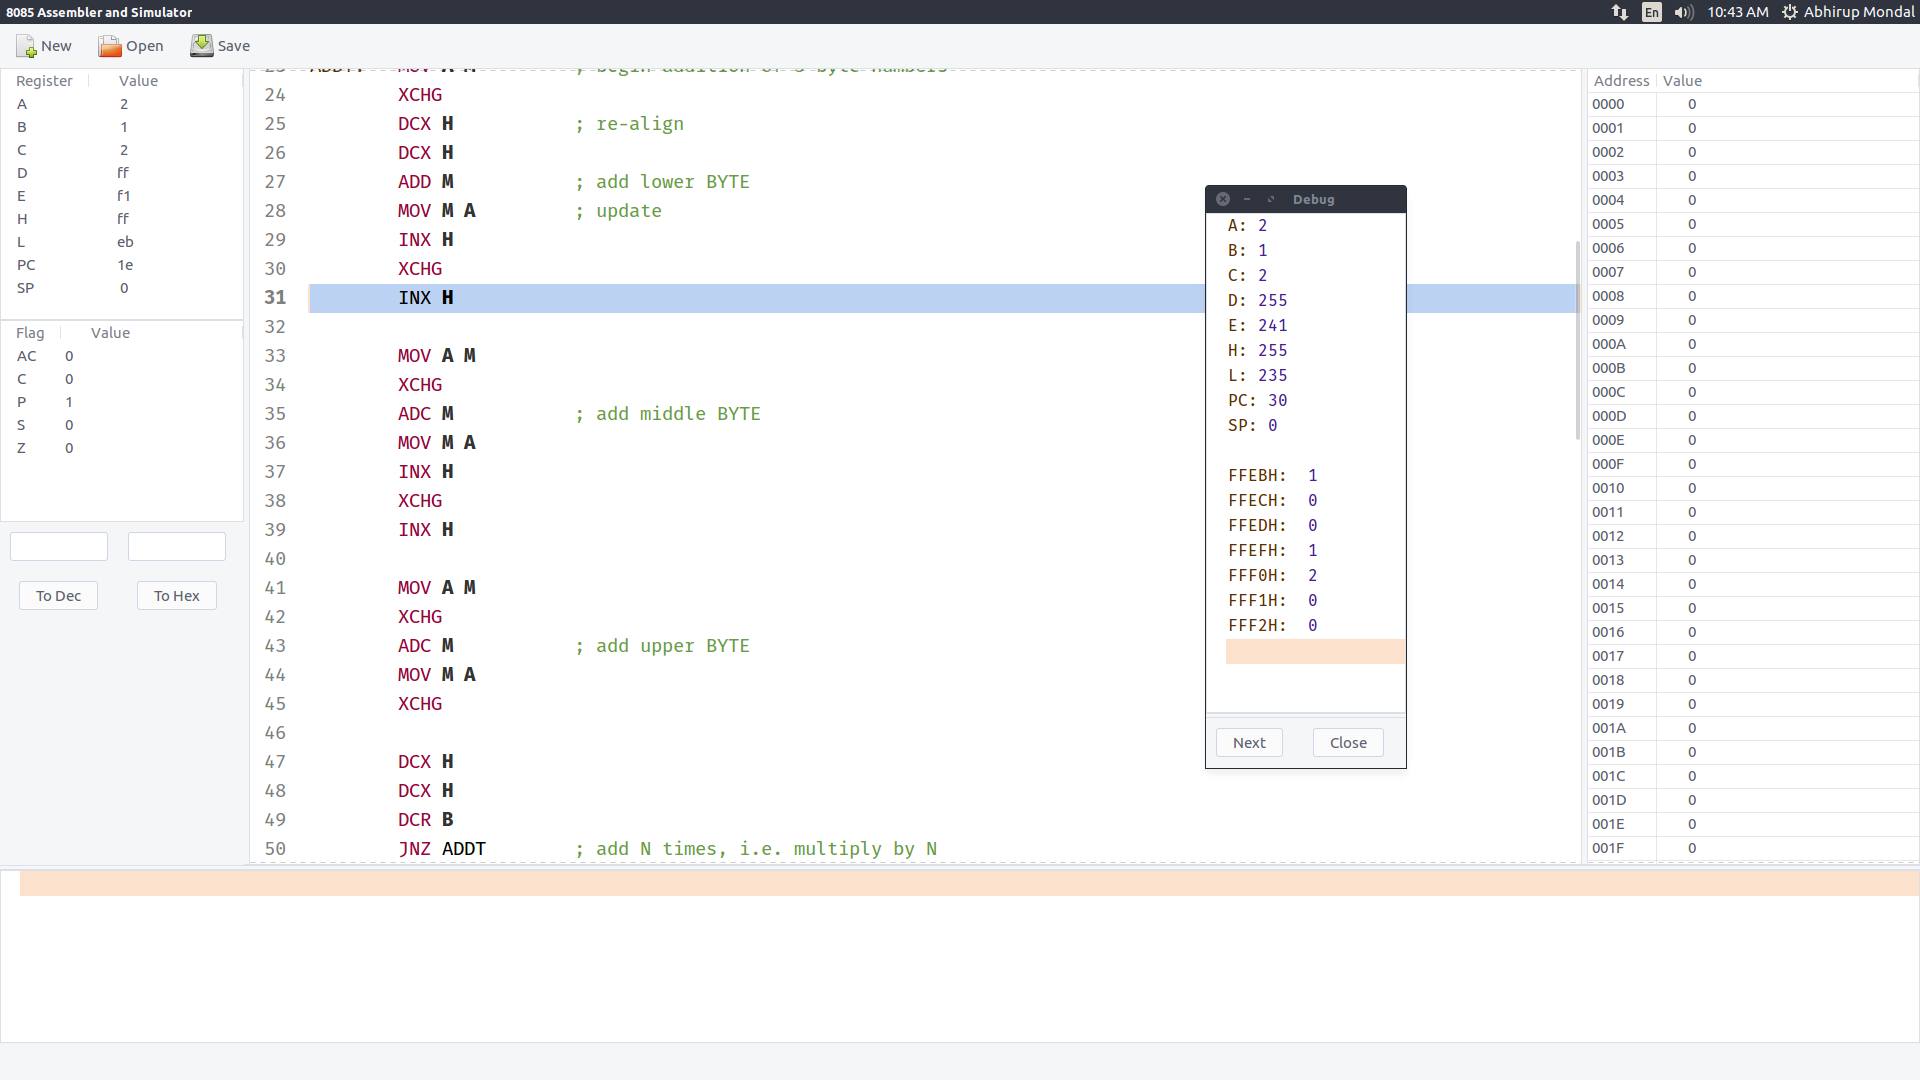 8085 Assembler and Simulator
En 10:43 AM Abhirup Mondal
New Open Save
Register Value
A 2
B 1
C 2
D ff
E f1
H ff
L eb
PC 1e
SP 0
Flag Value
AC 0
C 0
P 1
S 0
Z 0
To Dec To Hex
24 XCHG
25 DCX H ; re-align
26 DCX H
27 ADD M ; add lower BYTE
28 MOV M A ; update
29 INX H
30 XCHG
31 INX H
32
33 MOV A M
34 XCHG
35 ADC M ; add middle BYTE
36 MOV M A
37 INX H
38 XCHG
39 INX H
40
41 MOV A M
42 XCHG
43 ADC M ; add upper BYTE
44 MOV M A
45 XCHG
46
47 DCX H
48 DCX H
49 DCR B
50 JNZ ADDT ; add N times, i.e. multiply by N
Debug
A: 2
B: 1
C: 2
D: 255
E: 241
H: 255
L: 235
PC: 30
SP: 0
FFEBH: 1
FFECH: 0
FFEDH: 0
FFEFH: 1
FFF0H: 2
FFF1H: 0
FFF2H: 0
Next Close
Address Value
0000 0
0001 0
0002 0
0003 0
0004 0
0005 0
0006 0
0007 0
0008 0
0009 0
000A 0
000B 0
000C 0
000D 0
000E 0
000F 0
0010 0
0011 0
0012 0
0013 0
0014 0
0015 0
0016 0
0017 0
0018 0
0019 0
001A 0
001B 0
001C 0
001D 0
001E 0
001F 0